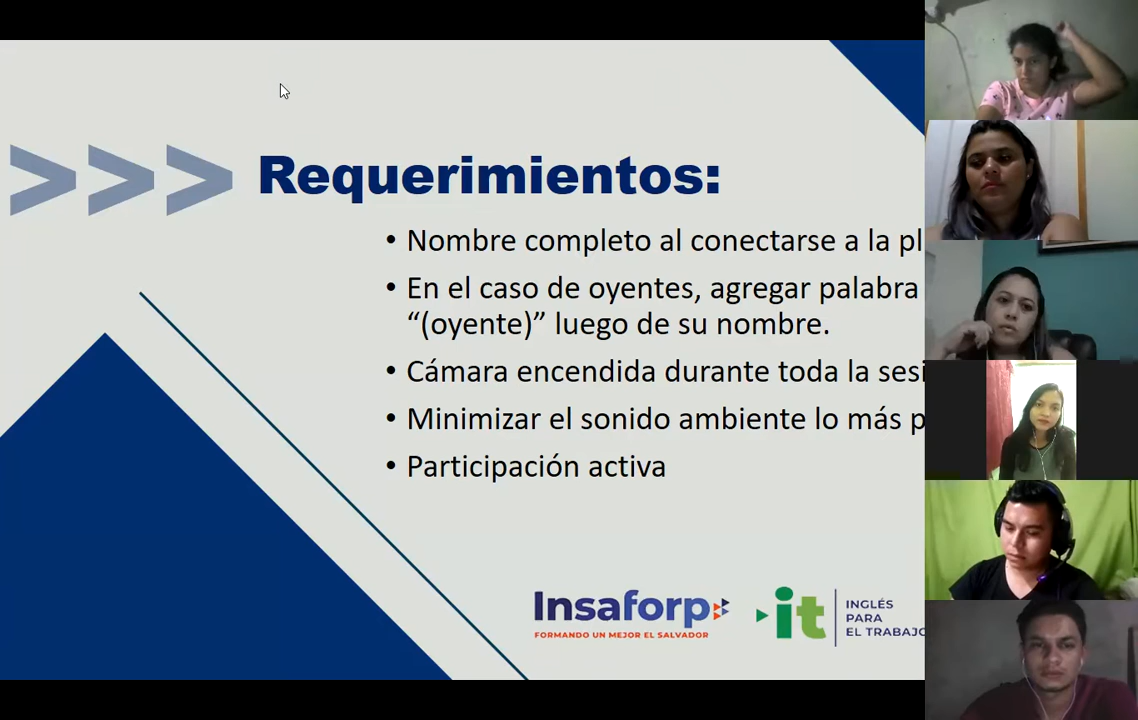 >>> Requerimientos:
• Nombre completo al conectarse a la
• En el caso de oyentes, agregar palabra
“(oyente)” luego de su nombre.
• Cámara encendida durante toda la
• Minimizar el sonido ambiente lo más
• Participación activa
Insaforp
FORMANDO UN MEJOR EL SALVADOR
it
INGLÉS
PARA
EL TRABAJO